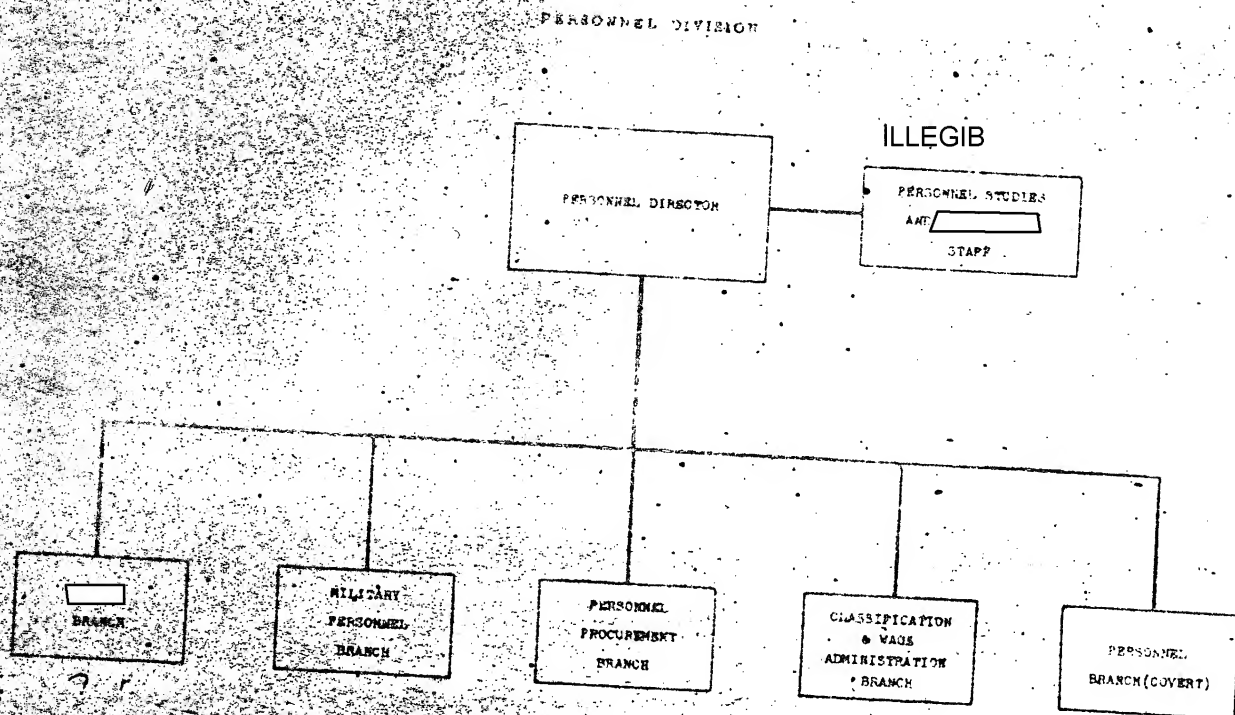 PERSONNEL DIVISION
ILLEGIB
PERSONNEL DIRECTOR
PERSONNEL STUDIES
AND
STAFF
BRANCH
MILITARY
PERSONNEL
BRANCH
PERSONNEL
PROCUREMENT
BRANCH
CLASSIFICATION
& WAGE
ADMINISTRATION
BRANCH
PERSONNEL
BRANCH(COVERT)